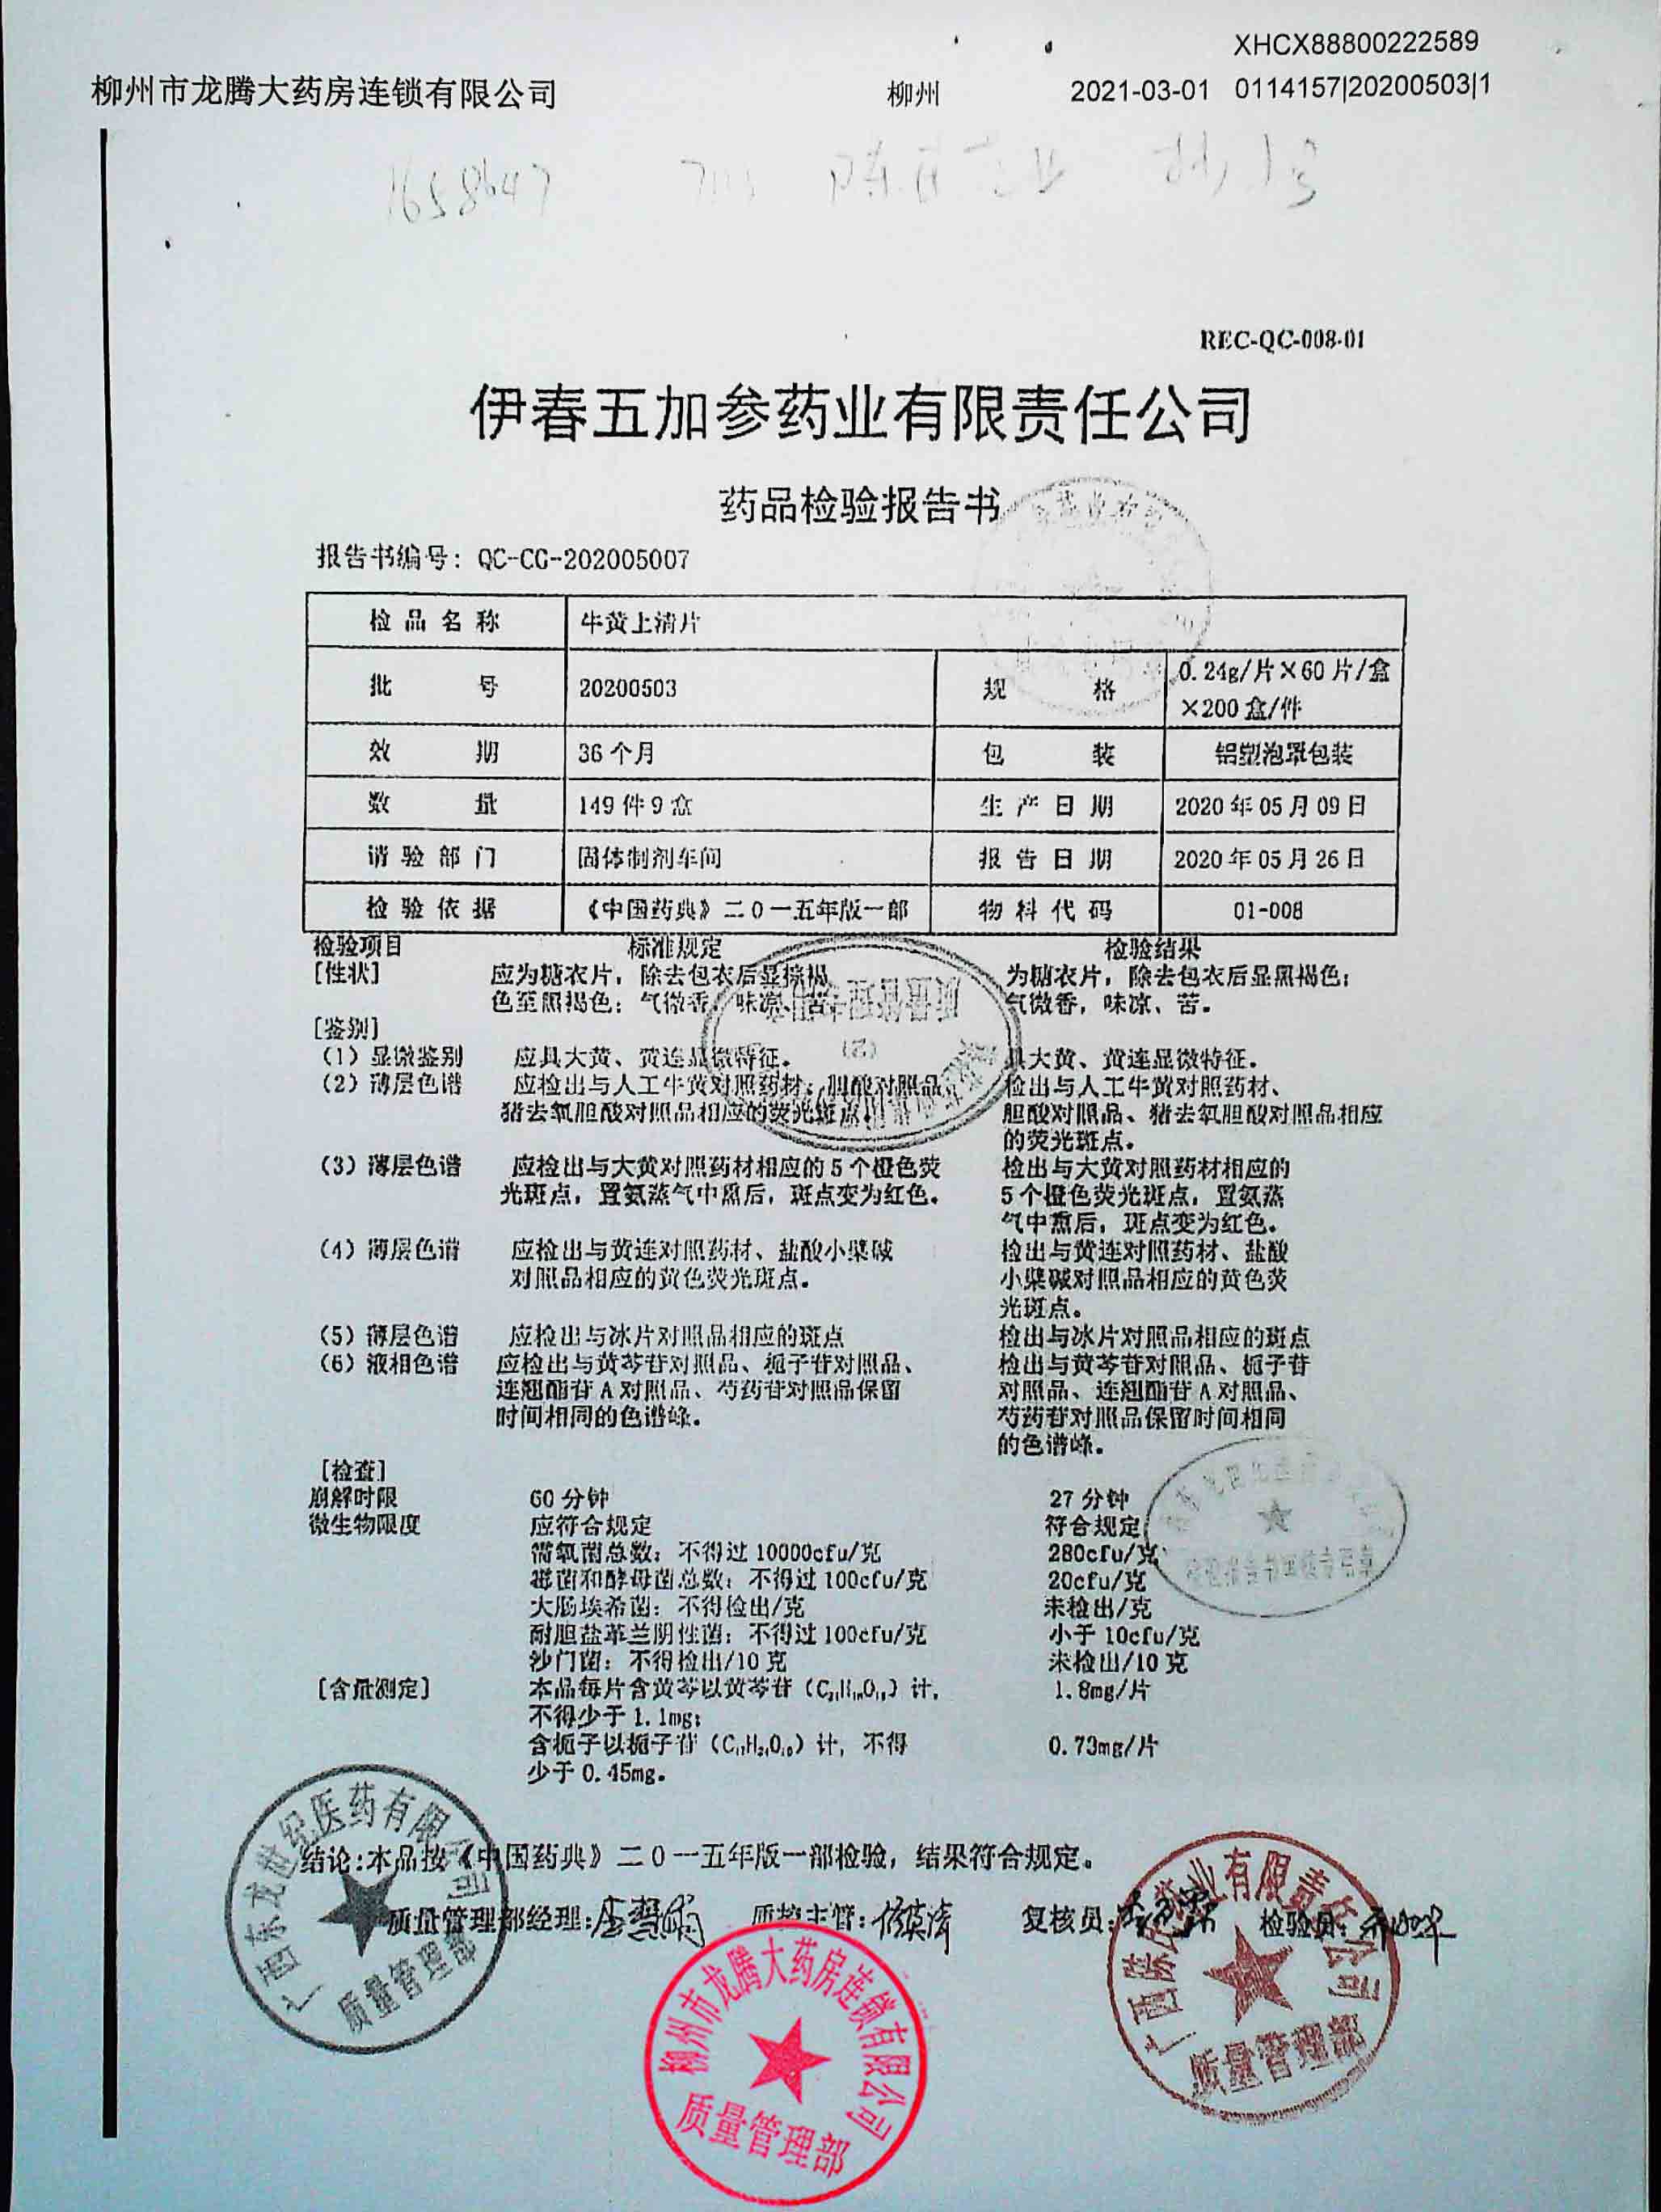 XHCX88800222589
柳州市龙腾大药房连锁有限公司 柳州 2021-03-01 0114157|20200503|1
1658647
REC-QC-008-01
伊春五加参药业有限责任公司
药品检验报告书
报告书编号：QC-CG-202005007
检品名称 牛黄上清片
批号 20200503 规格 0.24g/片×60片/盒
×200盒/件
效期 36个月 包装 铝塑泡罩包装
数量 149件9盒 生产日期 2020年05月09日
请验部门 固体制剂车间 报告日期 2020年05月26日
检验依据 《中国药典》二0一五年版一部 物料代码 01-008
检验项目 标准规定 检验结果
[性状] 应为糖衣片，除去包衣后显棕褐 为糖衣片，除去包衣后显黑褐色；
色至黑褐色；气微香，味凉、苦 气微香，味凉、苦。
[鉴别]
（1）显微鉴别 应具大黄、黄连显微特征。 具大黄、黄连显微特征。
（2）薄层色谱 应检出与人工牛黄对照药材、胆酸对照品、 检出与人工牛黄对照药材、
猪去氧胆酸对照品相应的荧光斑点。 胆酸对照品、猪去氧胆酸对照品相应
的荧光斑点。
（3）薄层色谱 应检出与大黄对照药材相应的5个橙色荧 检出与大黄对照药材相应的
光斑点，置氨蒸气中熏后，斑点变为红色。 5个橙色荧光斑点，置氨蒸
气中熏后，斑点变为红色。
（4）薄层色谱 应检出与黄连对照药材、盐酸小檗碱 检出与黄连对照药材、盐酸
对照品相应的黄色荧光斑点。 小檗碱对照品相应的黄色荧
光斑点。
（5）薄层色谱 应检出与冰片对照品相应的斑点 检出与冰片对照品相应的斑点
（6）液相色谱 应检出与黄芩苷对照品、栀子苷对照品、 检出与黄芩苷对照品、栀子苷
连翘酯苷A对照品、芍药苷对照品保留 对照品、连翘酯苷A对照品、
时间相同的色谱峰。 芍药苷对照品保留时间相同
的色谱峰。
[检查]
崩解时限 60分钟 27分钟
微生物限度 应符合规定 符合规定
需氧菌总数：不得过10000cfu/克 280cfu/克
霉菌和酵母菌总数：不得过100cfu/克 20cfu/克
大肠埃希菌：不得检出/克 未检出/克
耐胆盐革兰阴性菌：不得过100cfu/克 小于10cfu/克
沙门菌：不得检出/10克 未检出/10克
[含量测定] 本品每片含黄芩以黄芩苷（C₂₁H₁₈O₁₁）计， 1.8mg/片
不得少于1.1mg；
含栀子以栀子苷（C₁₇H₂₄O₁₀）计，不得 0.73mg/片
少于0.45mg。
结论:本品按《中国药典》二0一五年版一部检验，结果符合规定。
质量管理部经理: 质控主管: 复核员: 检验员:
广西东龙世纪医药有限公司
质量管理部
柳州市龙腾大药房连锁有限公司
质量管理部
广西陈氏药业有限责任公司
质量管理部